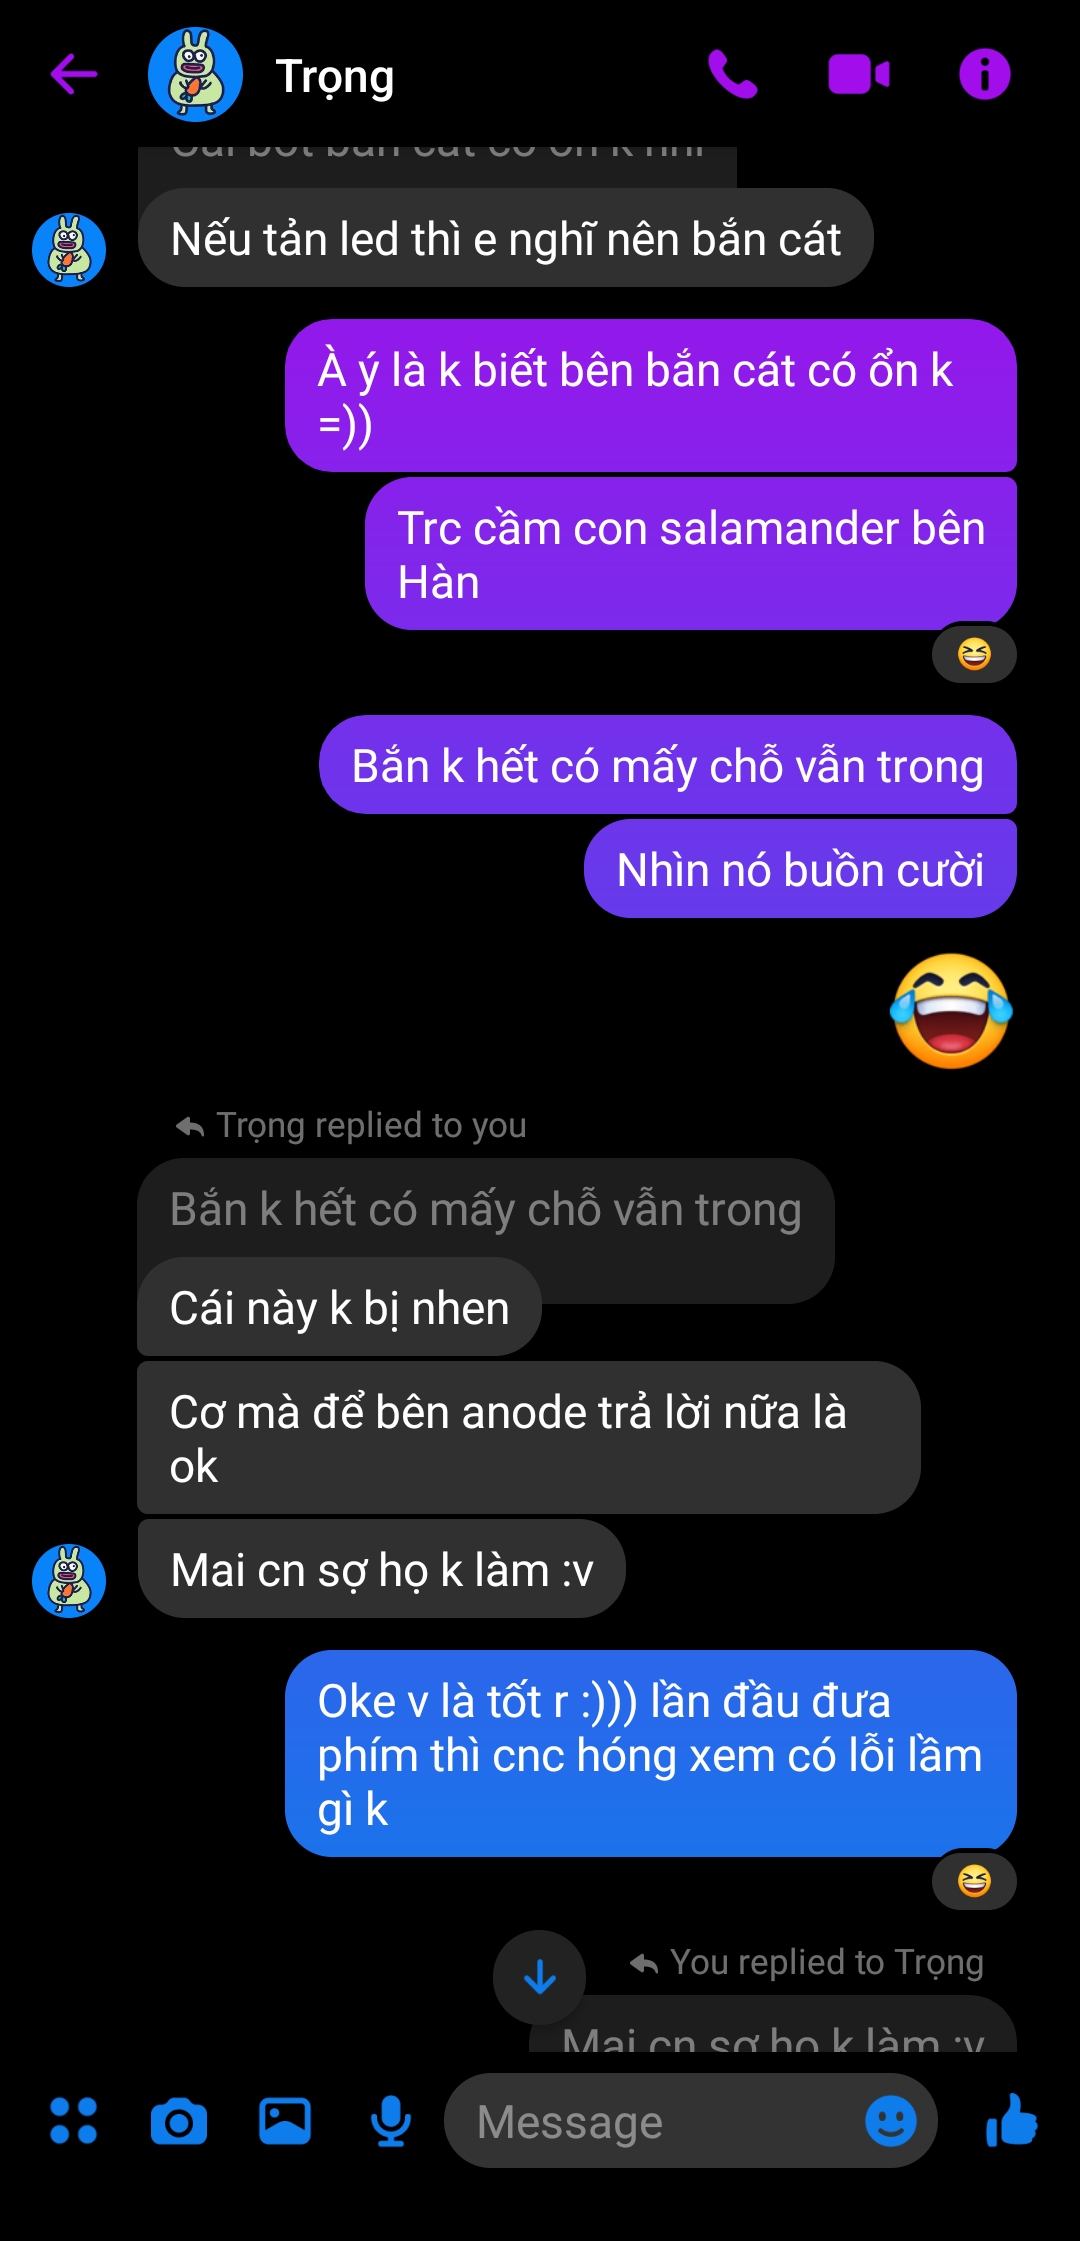 Trọng
Nếu tản led thì e nghĩ nên bắn cát
À ý là k biết bên bắn cát có ổn k
=))
Trc cầm con salamander bên
Hàn
Bắn k hết có mấy chỗ vẫn trong
Nhìn nó buồn cười
Trọng replied to you
Bắn k hết có mấy chỗ vẫn trong
Cái này k bị nhen
Cơ mà để bên anode trả lời nữa là
ok
Mai cn sợ họ k làm :v
Oke v là tốt r :))) lần đầu đưa
phím thì cnc hóng xem có lỗi lầm
gì k
You replied to Trọng
Mai cn sợ họ k làm :v
Message